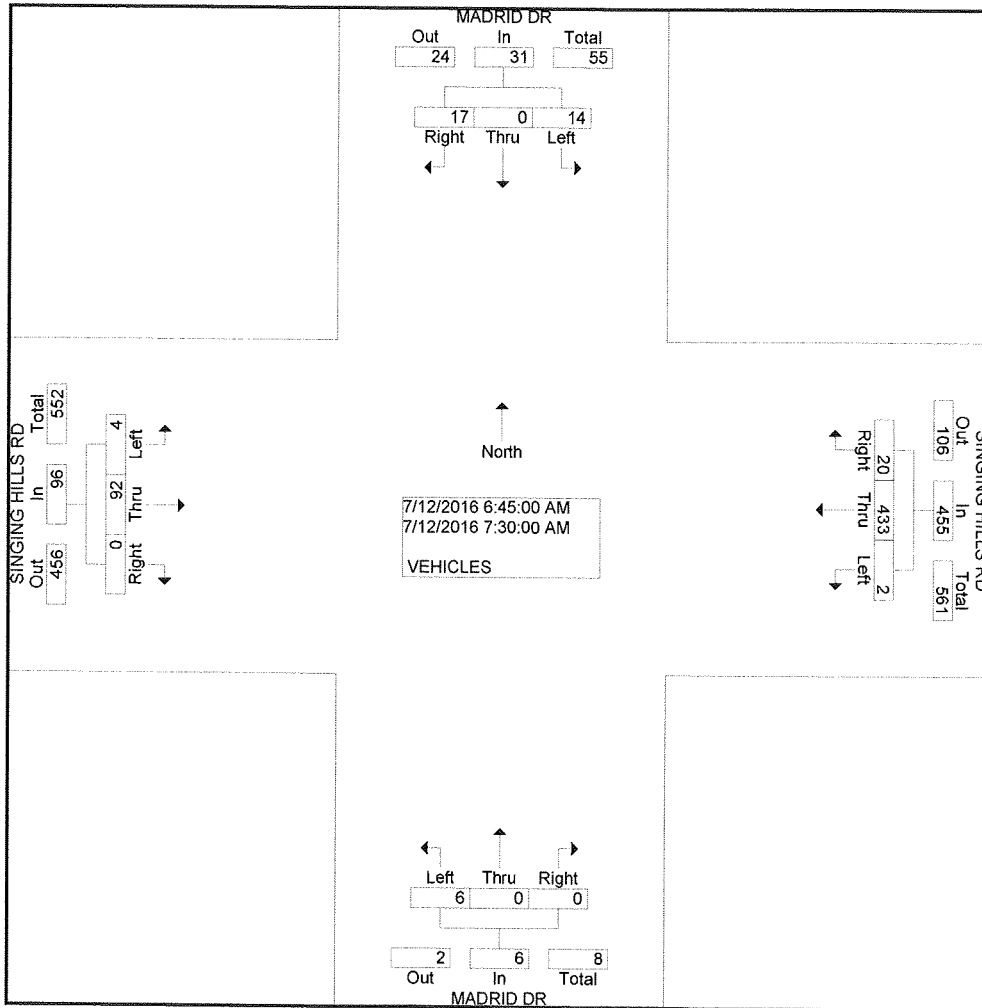 MADRID DR
Out In Total
24 31 55
17 0 14
Right Thru Left
SINGING HILLS RD
Out In Total
456 96 552
4 92 0
Left Thru Right
North
7/12/2016 6:45:00 AM
7/12/2016 7:30:00 AM
VEHICLES
Right Thru Left
20 433 2
Out In Total
106 455 561
SINGING HILLS RD
Left Thru Right
6 0 0
2 6 8
Out In Total
MADRID DR